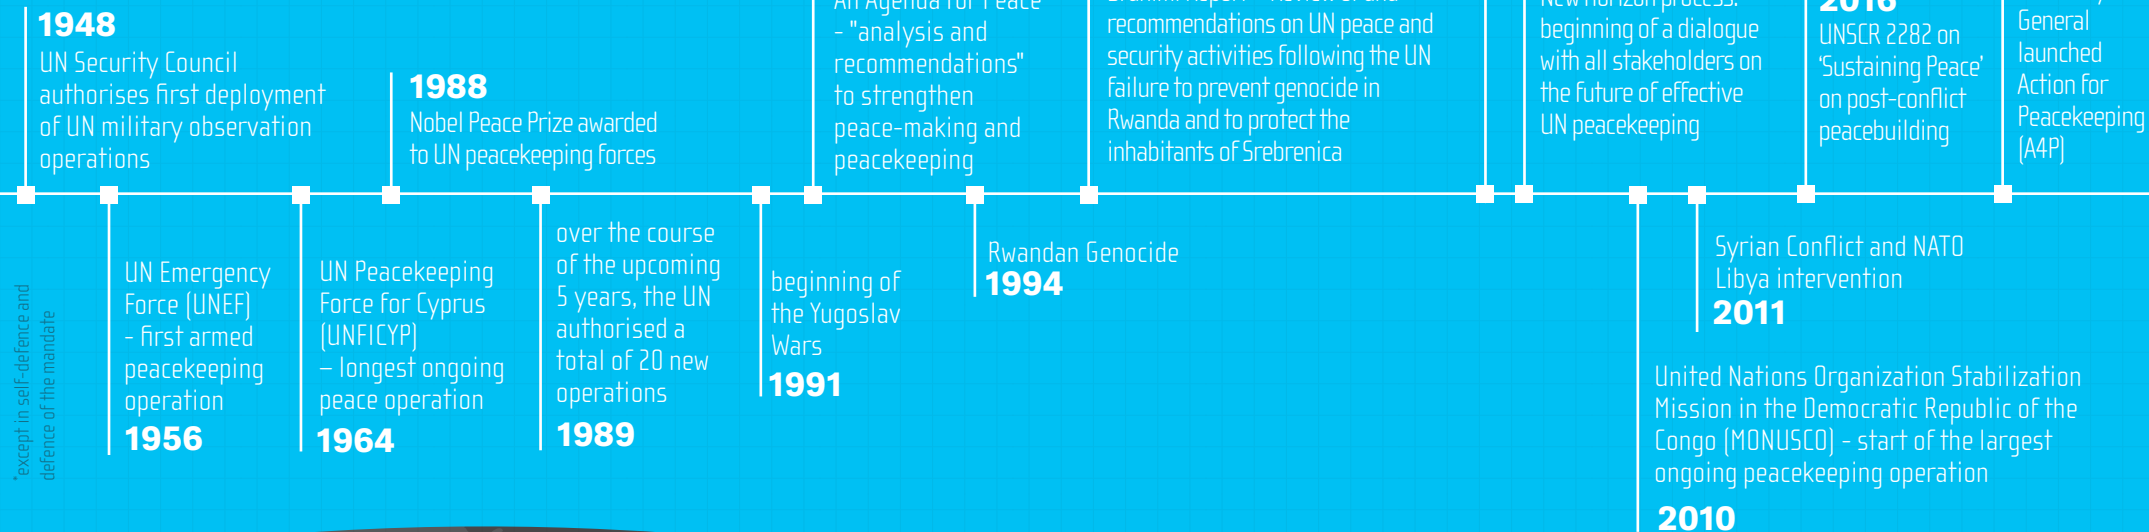 1948
UN Security Council
authorises first deployment
of UN military observation
operations
1988
Nobel Peace Prize awarded
to UN peacekeeping forces
An Agenda for Peace
- "analysis and
recommendations"
to strengthen
peace-making and
peacekeeping
recommendations on UN peace and
security activities following the UN
failure to prevent genocide in
Rwanda and to protect the
inhabitants of Srebrenica
New Horizon process:
beginning of a dialogue
with all stakeholders on
the future of effective
UN peacekeeping
2016
UNSCR 2282 on
'Sustaining Peace'
on post-conflict
peacebuilding
General
launched
Action for
Peacekeeping
(A4P)
UN Emergency
Force (UNEF)
- first armed
peacekeeping
operation
1956
UN Peacekeeping
Force for Cyprus
(UNFICYP)
– longest ongoing
peace operation
1964
over the course
of the upcoming
5 years, the UN
authorised a
total of 20 new
operations
1989
beginning of
the Yugoslav
Wars
1991
Rwandan Genocide
1994
Syrian Conflict and NATO
Libya intervention
2011
United Nations Organization Stabilization
Mission in the Democratic Republic of the
Congo (MONUSCO) - start of the largest
ongoing peacekeeping operation
2010
*except in self-defence and
defence of the mandate